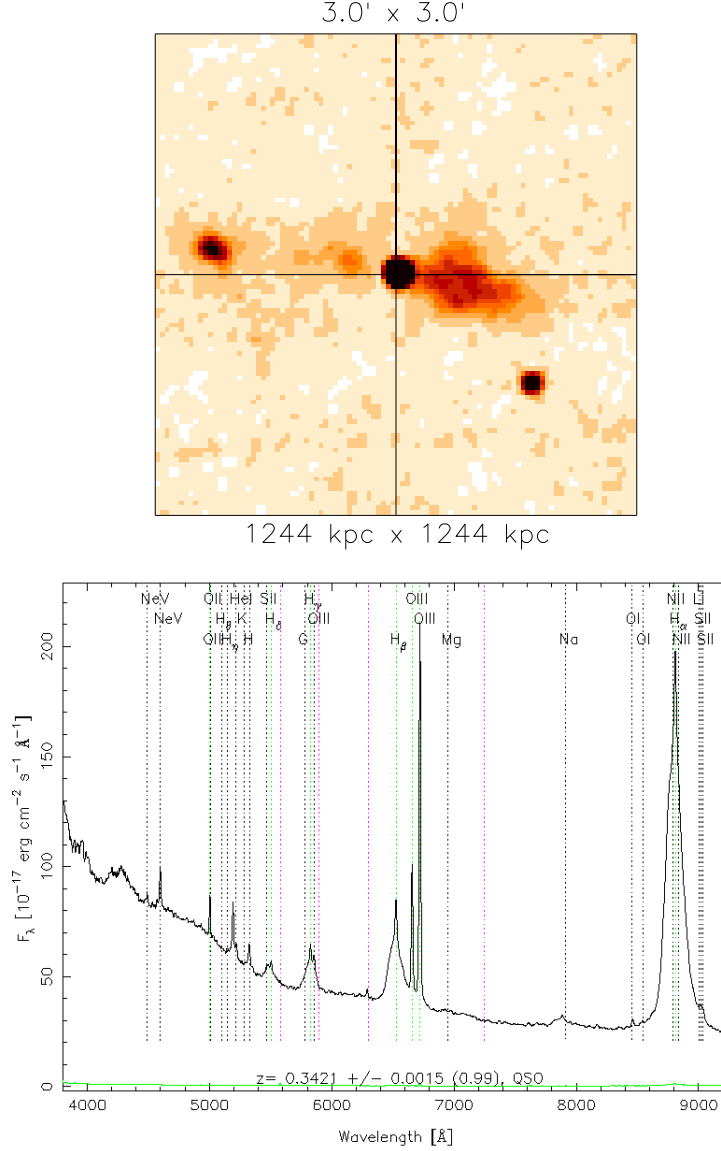 3.0' x 3.0'
1244 kpc x 1244 kpc
NeV OII HeI SII Hγ OIII NII LI
NeV Hθ K Hδ OIII OIII OI Hα SII
OII Hη H G Hβ Mg Na OI NII SII
200
150
100
50
0
Fλ [10⁻¹⁷ erg cm⁻² s⁻¹ Å⁻¹]
z= 0.3421 +/- 0.0015 (0.99), QSO
4000 5000 6000 7000 8000 9000
Wavelength [Å]